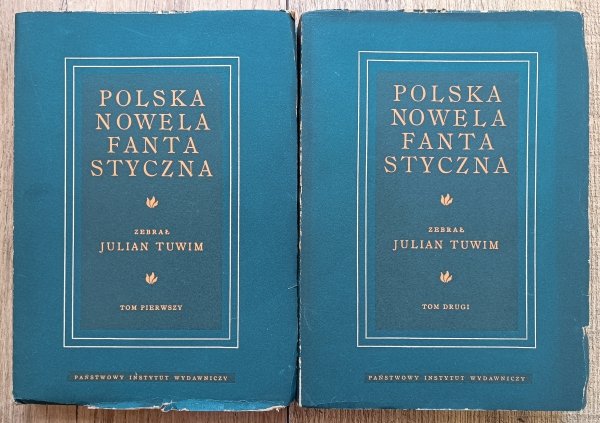 POLSKA
NOWELA
FANTA
STYCZNA
ZEBRAŁ
JULIAN TUWIM
TOM PIERWSZY
PAŃSTWOWY INSTYTUT WYDAWNICZY
POLSKA
NOWELA
FANTA
STYCZNA
ZEBRAŁ
JULIAN TUWIM
TOM DRUGI
PAŃSTWOWY INSTYTUT WYDAWNICZY